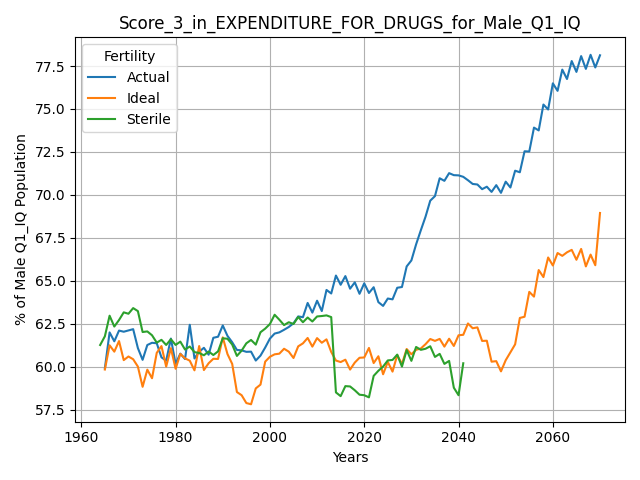 Score_3_in_EXPENDITURE_FOR_DRUGS_for_Male_Q1_IQ
% of Male Q1_IQ Population
77.5
75.0
72.5
70.0
67.5
65.0
62.5
60.0
57.5
Fertility
Actual
Ideal
Sterile
1960
1980
2000
2020
2040
2060
Years